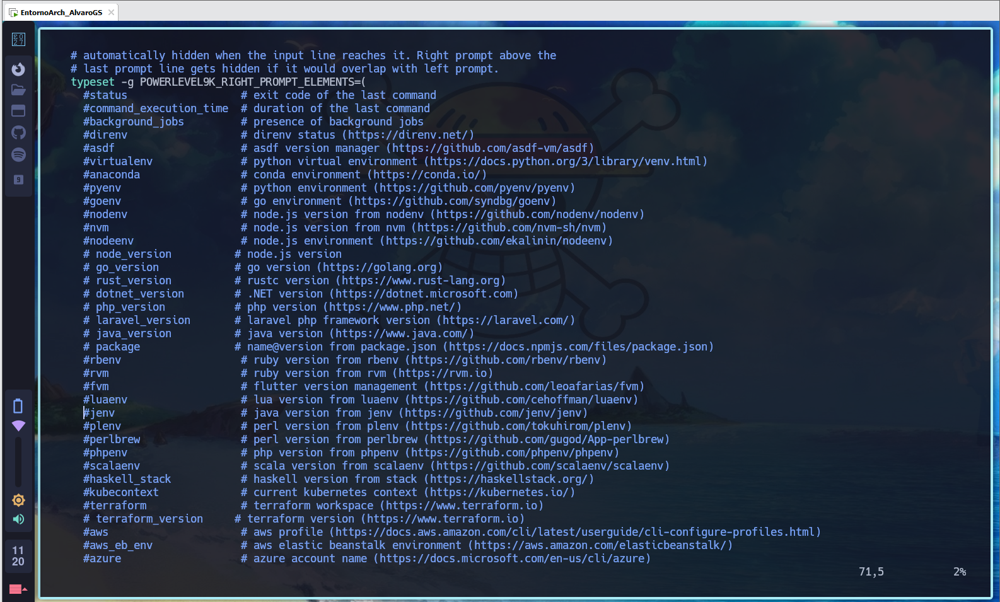 EntornoArch_AlvaroGS
E0
27
# automatically hidden when the input line reaches it. Right prompt above the
# last prompt line gets hidden if it would overlap with left prompt.
typeset -g POWERLEVEL9K_RIGHT_PROMPT_ELEMENTS=(
#status # exit code of the last command
#command_execution_time # duration of the last command
#background_jobs # presence of background jobs
#direnv # direnv status (https://direnv.net/)
#asdf # asdf version manager (https://github.com/asdf-vm/asdf)
#virtualenv # python virtual environment (https://docs.python.org/3/library/venv.html)
#anaconda # conda environment (https://conda.io/)
#pyenv # python environment (https://github.com/pyenv/pyenv)
#goenv # go environment (https://github.com/syndbg/goenv)
#nodenv # node.js version from nodenv (https://github.com/nodenv/nodenv)
#nvm # node.js version from nvm (https://github.com/nvm-sh/nvm)
#nodeenv # node.js environment (https://github.com/ekalinin/nodeenv)
# node_version # node.js version
# go_version # go version (https://golang.org)
# rust_version # rustc version (https://www.rust-lang.org)
# dotnet_version # .NET version (https://dotnet.microsoft.com)
# php_version # php version (https://www.php.net/)
# laravel_version # laravel php framework version (https://laravel.com/)
# java_version # java version (https://www.java.com/)
# package # name@version from package.json (https://docs.npmjs.com/files/package.json)
#rbenv # ruby version from rbenv (https://github.com/rbenv/rbenv)
#rvm # ruby version from rvm (https://rvm.io)
#fvm # flutter version management (https://github.com/leoafarias/fvm)
#luaenv # lua version from luaenv (https://github.com/cehoffman/luaenv)
#jenv # java version from jenv (https://github.com/jenv/jenv)
#plenv # perl version from plenv (https://github.com/tokuhirom/plenv)
#perlbrew # perl version from perlbrew (https://github.com/gugod/App-perlbrew)
#phpenv # php version from phpenv (https://github.com/phpenv/phpenv)
#scalaenv # scala version from scalaenv (https://github.com/scalaenv/scalaenv)
#haskell_stack # haskell version from stack (https://haskellstack.org/)
#kubecontext # current kubernetes context (https://kubernetes.io/)
#terraform # terraform workspace (https://www.terraform.io)
# terraform_version # terraform version (https://www.terraform.io)
#aws # aws profile (https://docs.aws.amazon.com/cli/latest/userguide/cli-configure-profiles.html)
#aws_eb_env # aws elastic beanstalk environment (https://aws.amazon.com/elasticbeanstalk/)
#azure # azure account name (https://docs.microsoft.com/en-us/cli/azure)
71,5 2%
9
11
20